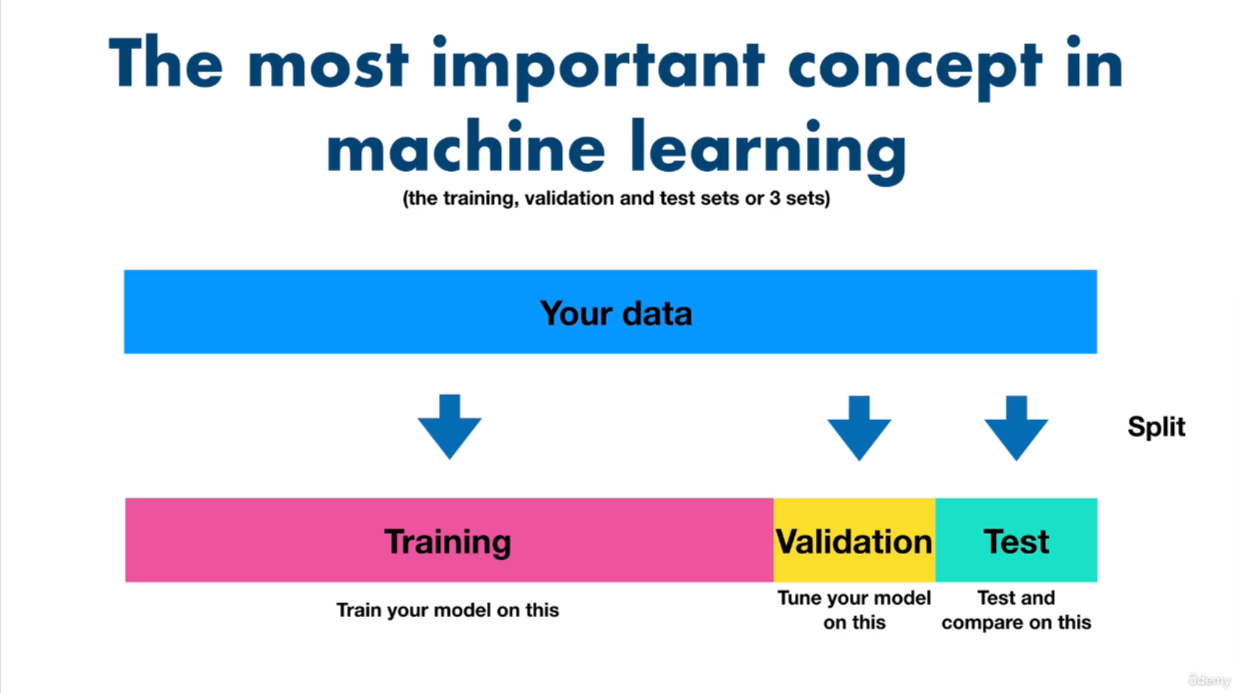 The most important concept in
machine learning
(the training, validation and test sets or 3 sets)
Your data
Split
Training
Validation
Test
Train your model on this
Tune your model
on this
Test and
compare on this
ûdemy